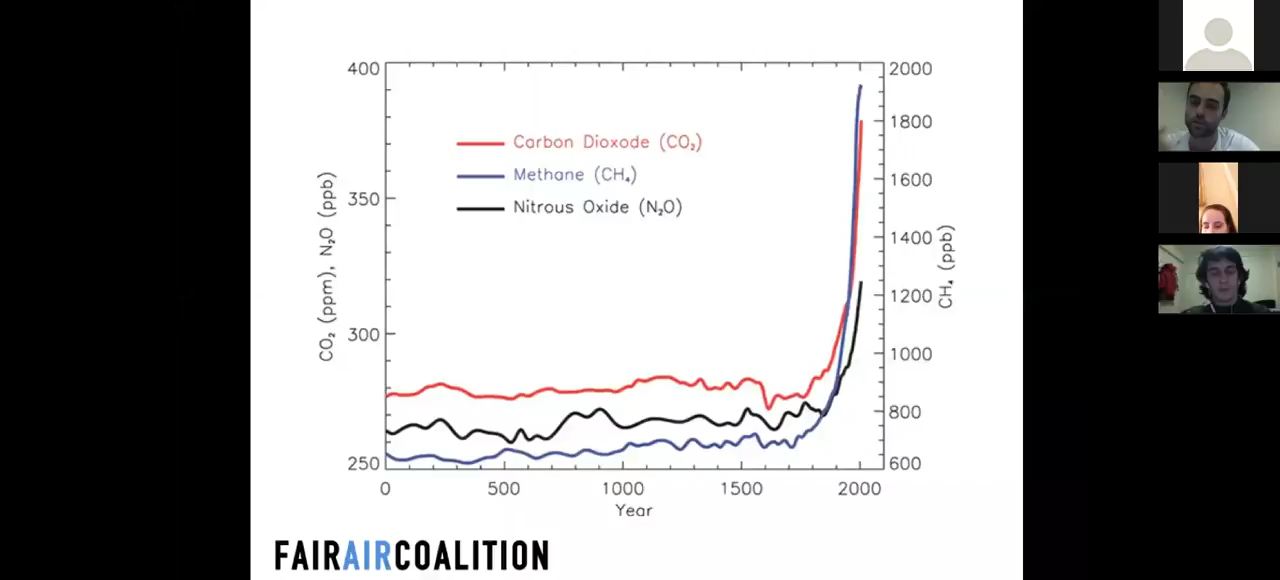 400
350
300
250
CO₂ (ppm), N₂O (ppb)
Carbon Dioxode (CO₂)
Methane (CH₄)
Nitrous Oxide (N₂O)
2000
1800
1600
1400
1200
1000
800
600
CH₄ (ppb)
0 500 1000 1500 2000
Year
FAIRAIRCOALITION